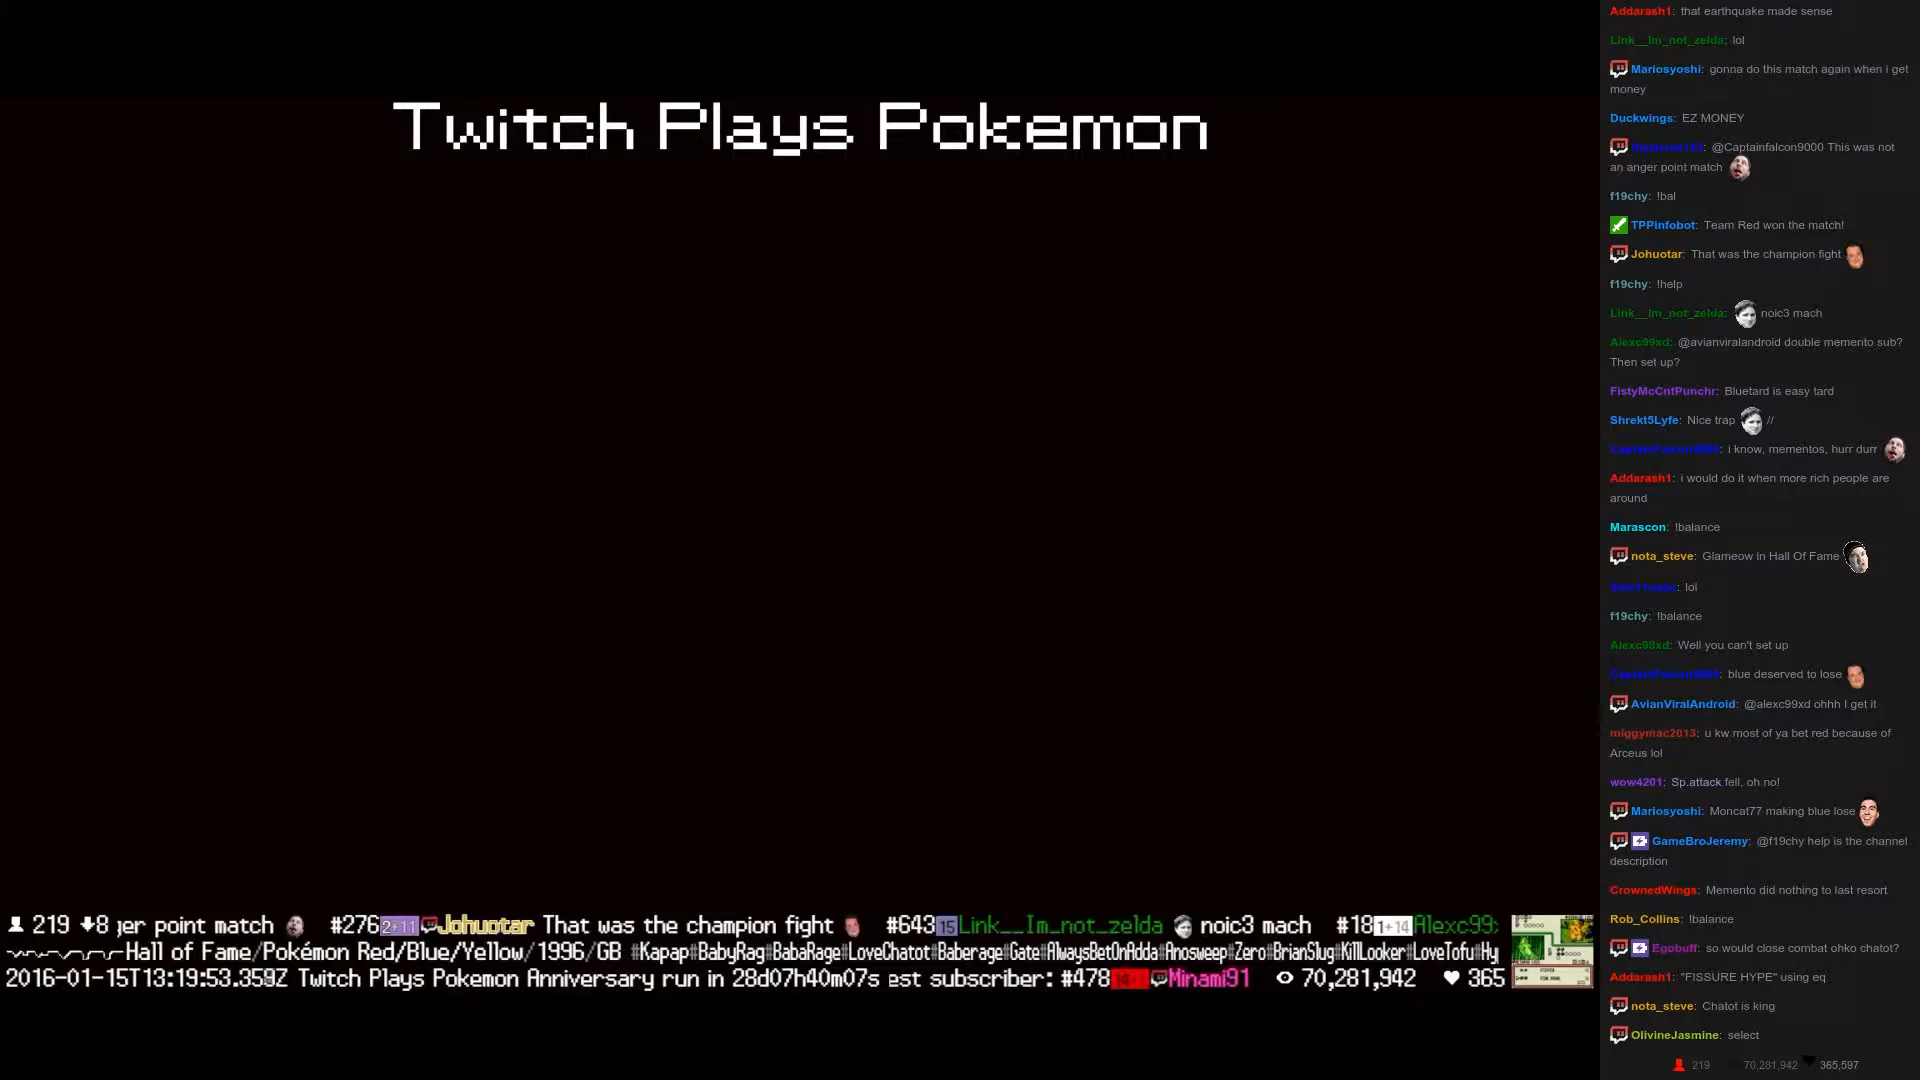 Twitch Plays Pokemon
219 8 ger point match #276 2+11 Johuotar That was the champion fight #643 15 Link__Im_not_zelda noic3 mach #18 1+14 Alexc99x
Hall of Fame/Pokémon Red/Blue/Yellow/1996/GB #Kapap#BabyRag#BabaRage#LoveChatot#Baberage#Gate#AlwaysBetOnAdda#Anosweep#Zero#BrianSlug#KillLooker#LoveTofu#Hy
2016-01-15T13:19:53.359Z Twitch Plays Pokemon Anniversary run in 28d07h40m07s est subscriber: #478 Minami91 70,281,942 365
Addarash1: that earthquake made sense
Link__Im_not_zelda: lol
Mariosyoshi: gonna do this match again when i get
money
Duckwings: EZ MONEY
: @Captainfalcon9000 This was not
an anger point match
f19chy: !bal
TPPinfobot: Team Red won the match!
Johuotar: That was the champion fight
f19chy: !help
Link__Im_not_zelda: noic3 mach
Alexc99xd: @avianviralandroid double memento sub?
Then set up?
FistyMcCntPunchr: Bluetard is easy tard
Shrekt5Lyfe: Nice trap //
Captainfalcon9000: i know, mementos, hurr durr
Addarash1: i would do it when more rich people are
around
Marascon: !balance
nota_steve: Glameow in Hall Of Fame
: lol
f19chy: !balance
Alexc99xd: Well you can't set up
Captainfalcon9000: blue deserved to lose
AvianViralAndroid: @alexc99xd ohhh I get it
miggymac2013: u kw most of ya bet red because of
Arceus lol
wow4201: Sp.attack fell, oh no!
Mariosyoshi: Moncat77 making blue lose
GameBroJeremy: @f19chy help is the channel
description
CrownedWings: Memento did nothing to last resort
Rob_Collins: !balance
Egobuff: so would close combat ohko chatot?
Addarash1: "FISSURE HYPE" using eq
nota_steve: Chatot is king
OlivineJasmine: select
219 70,281,942 365,597